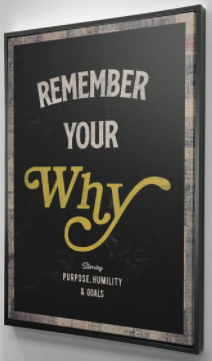 REMEMBER
YOUR
Why
Starring
PURPOSE, HUMILITY
& GOALS